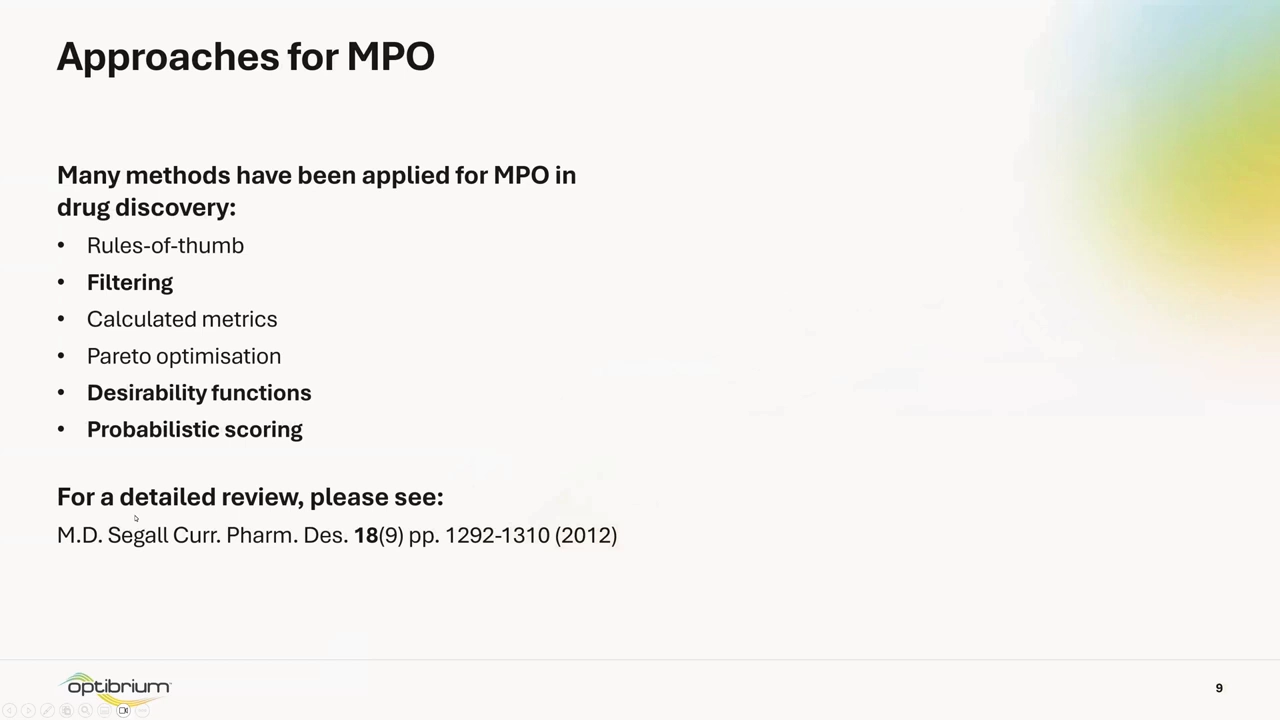 Approaches for MPO
Many methods have been applied for MPO in
drug discovery:
• Rules-of-thumb
• Filtering
• Calculated metrics
• Pareto optimisation
• Desirability functions
• Probabilistic scoring
For a detailed review, please see:
M.D. Segall Curr. Pharm. Des. 18(9) pp. 1292-1310 (2012)
optibrium
9